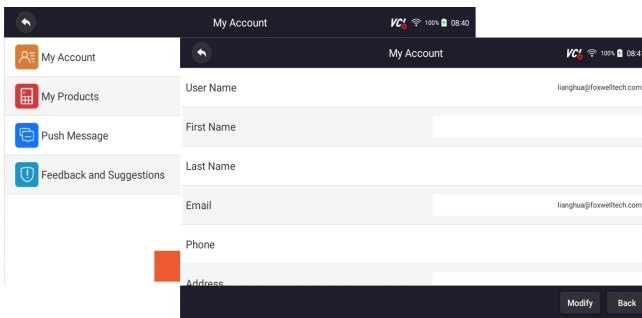 My Account
VCI 100% 08:40
My Account
My Products
Push Message
Feedback and Suggestions
My Account
VCI 100% 08:4
User Name lianghua@foxwelltech.com
First Name
Last Name
Email lianghua@foxwelltech.com
Phone
Address
Modify Back